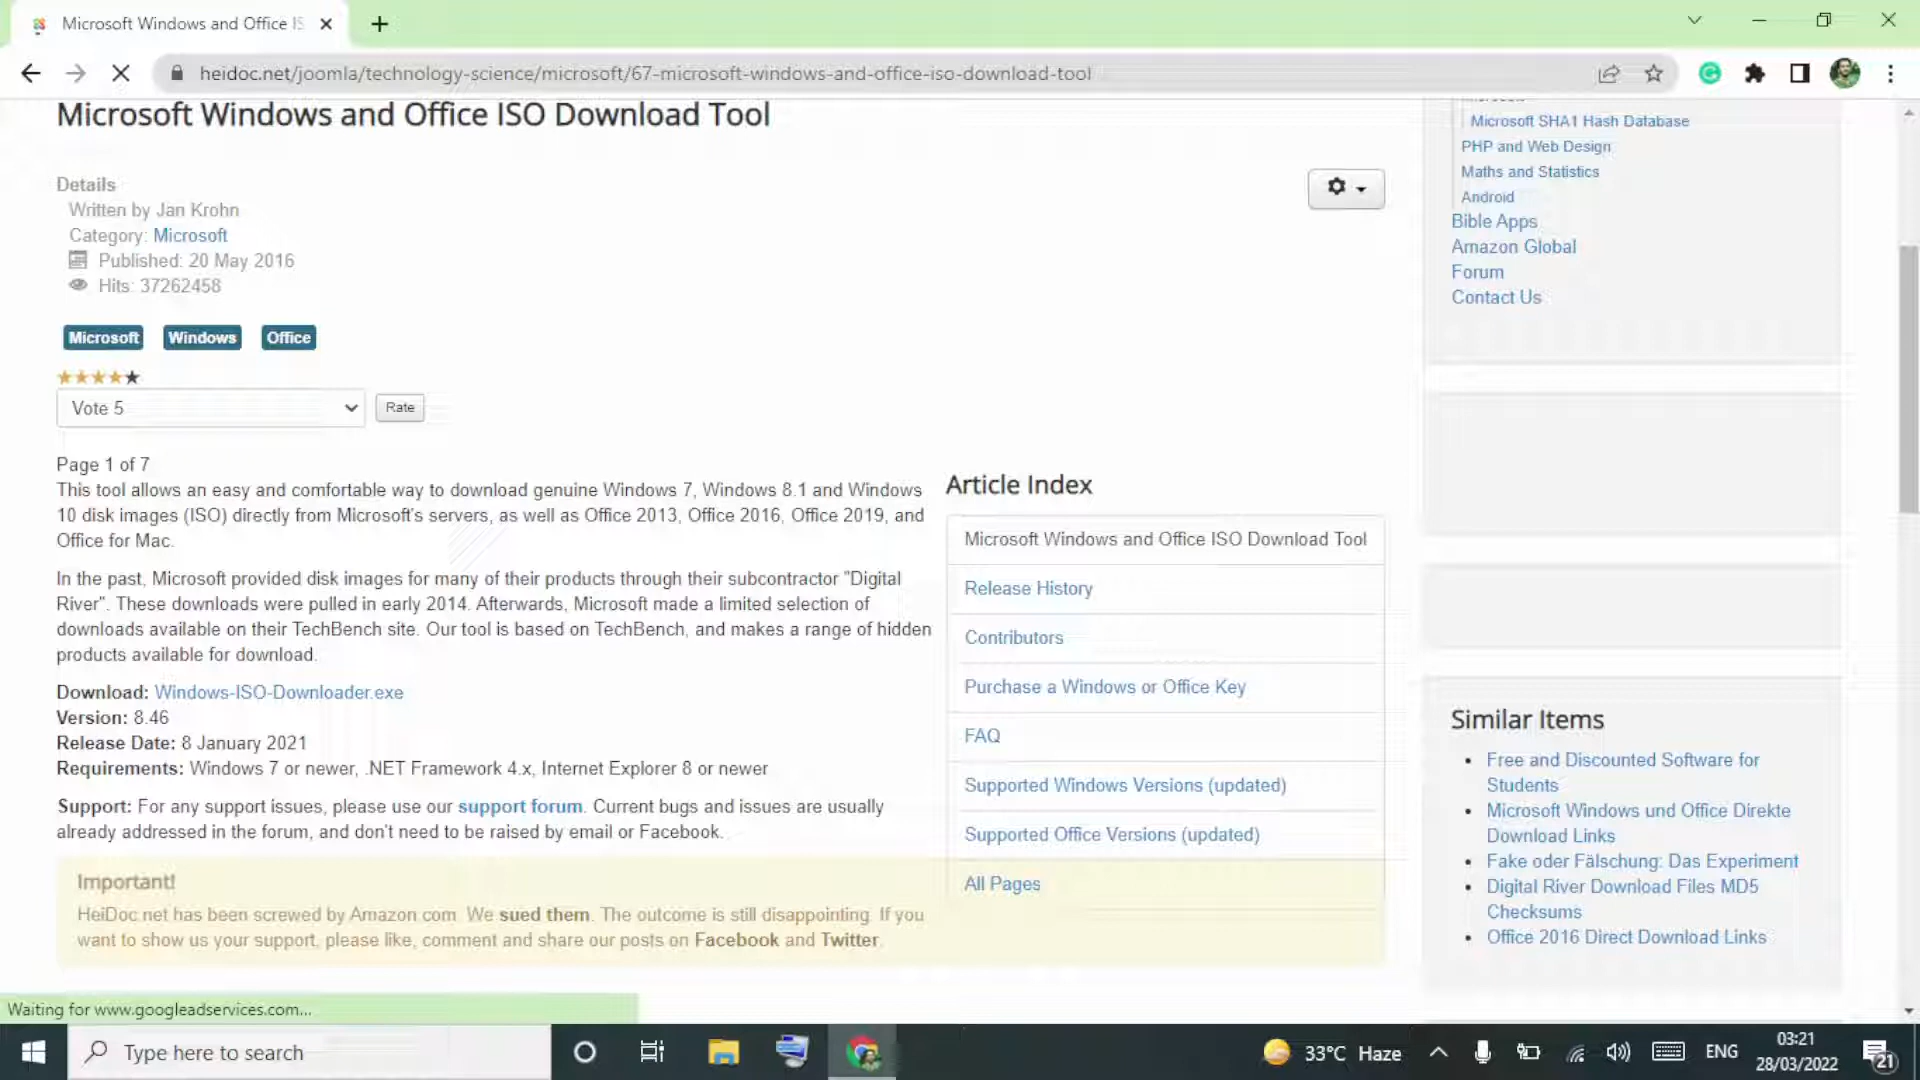 Microsoft Windows and Office IS
heidoc.net/joomla/technology-science/microsoft/67-microsoft-windows-and-office-iso-download-tool
Microsoft Windows and Office ISO Download Tool
Details
Written by Jan Krohn
Category: Microsoft
Published: 20 May 2016
Hits: 37262458
Microsoft Windows Office
Vote 5
Rate
Page 1 of 7
This tool allows an easy and comfortable way to download genuine Windows 7, Windows 8.1 and Windows
10 disk images (ISO) directly from Microsoft's servers, as well as Office 2013, Office 2016, Office 2019, and
Office for Mac.
In the past, Microsoft provided disk images for many of their products through their subcontractor "Digital
River". These downloads were pulled in early 2014. Afterwards, Microsoft made a limited selection of
downloads available on their TechBench site. Our tool is based on TechBench, and makes a range of hidden
products available for download.
Download: Windows-ISO-Downloader.exe
Version: 8.46
Release Date: 8 January 2021
Requirements: Windows 7 or newer, .NET Framework 4.x, Internet Explorer 8 or newer
Support: For any support issues, please use our support forum. Current bugs and issues are usually
already addressed in the forum, and don't need to be raised by email or Facebook.
Important!
HeiDoc.net has been screwed by Amazon.com. We sued them. The outcome is still disappointing. If you
want to show us your support, please like, comment and share our posts on Facebook and Twitter.
Article Index
Microsoft Windows and Office ISO Download Tool
Release History
Contributors
Purchase a Windows or Office Key
FAQ
Supported Windows Versions (updated)
Supported Office Versions (updated)
All Pages
Microsoft SHA1 Hash Database
PHP and Web Design
Maths and Statistics
Android
Bible Apps
Amazon Global
Forum
Contact Us
Similar Items
Free and Discounted Software for
Students
Microsoft Windows und Office Direkte
Download Links
Fake oder Fälschung: Das Experiment
Digital River Download Files MD5
Checksums
Office 2016 Direct Download Links
Waiting for www.googleadservices.com...
Type here to search
33°C Haze
ENG
03:21
28/03/2022
21